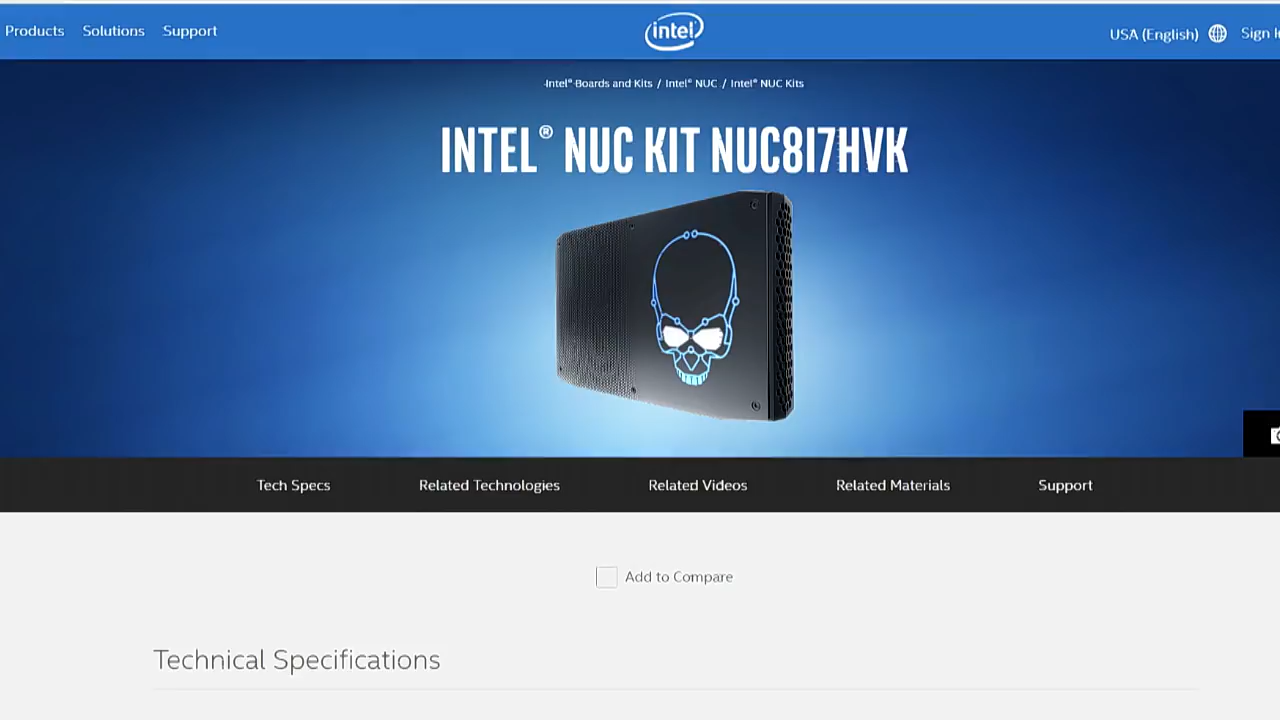 Products Solutions Support
intel
USA (English)
Sign
Intel® Boards and Kits / Intel® NUC / Intel® NUC Kits
INTEL® NUC KIT NUC8I7HVK
Tech Specs Related Technologies Related Videos Related Materials Support
Add to Compare
Technical Specifications